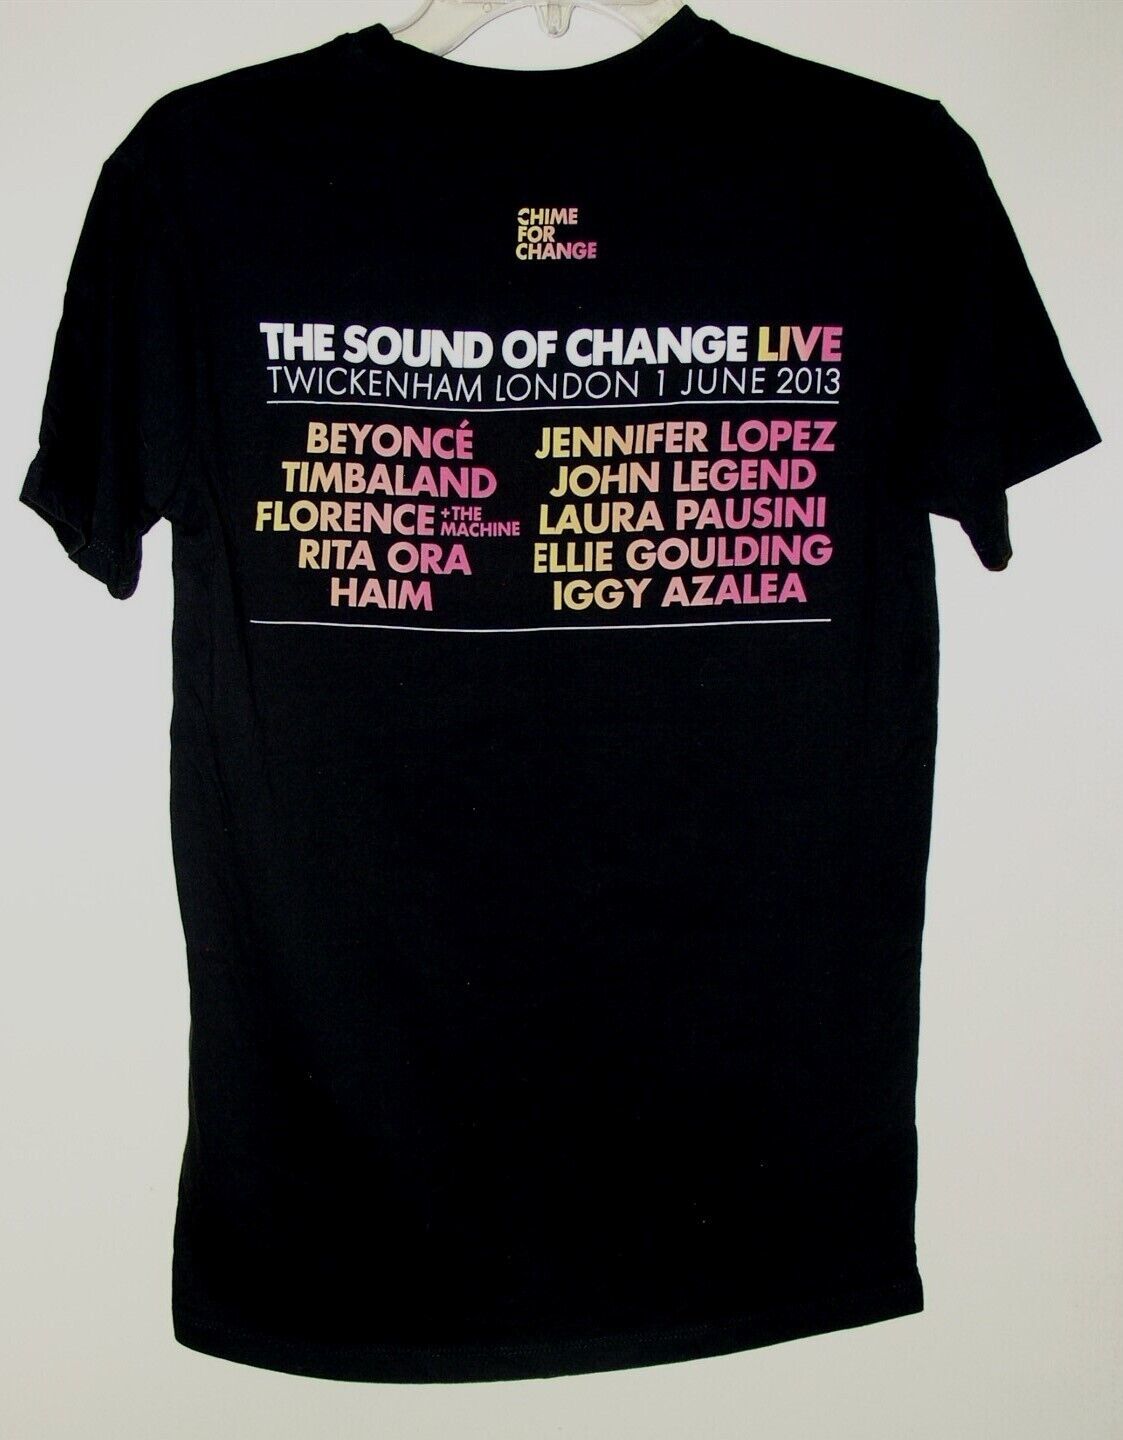 CHIME
FOR
CHANGE
THE SOUND OF CHANGE LIVE
TWICKENHAM LONDON 1 JUNE 2013
BEYONCÉ
TIMBALAND
FLORENCE +THE MACHINE
RITA ORA
HAIM
JENNIFER LOPEZ
JOHN LEGEND
LAURA PAUSINI
ELLIE GOULDING
IGGY AZALEA